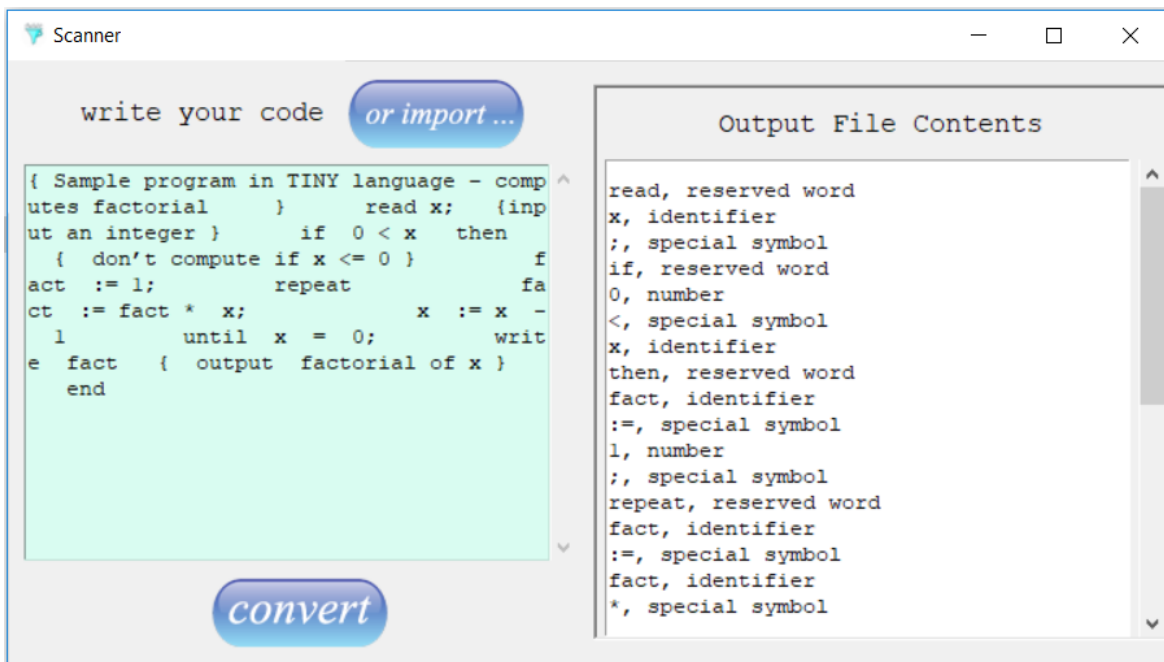 Scanner
write your code
or import ...
{ Sample program in TINY language – comp
utes factorial     }      read x;   {inp
ut an integer }      if  0 < x   then
  {  don’t compute if x <= 0 }         f
act  := 1;         repeat             fa
ct  := fact *  x;             x  := x  -
  1         until  x  =  0;         writ
e  fact   {  output  factorial of x }
   end
convert
Output File Contents
read, reserved word
x, identifier
;, special symbol
if, reserved word
0, number
<, special symbol
x, identifier
then, reserved word
fact, identifier
:=, special symbol
1, number
;, special symbol
repeat, reserved word
fact, identifier
:=, special symbol
fact, identifier
*, special symbol